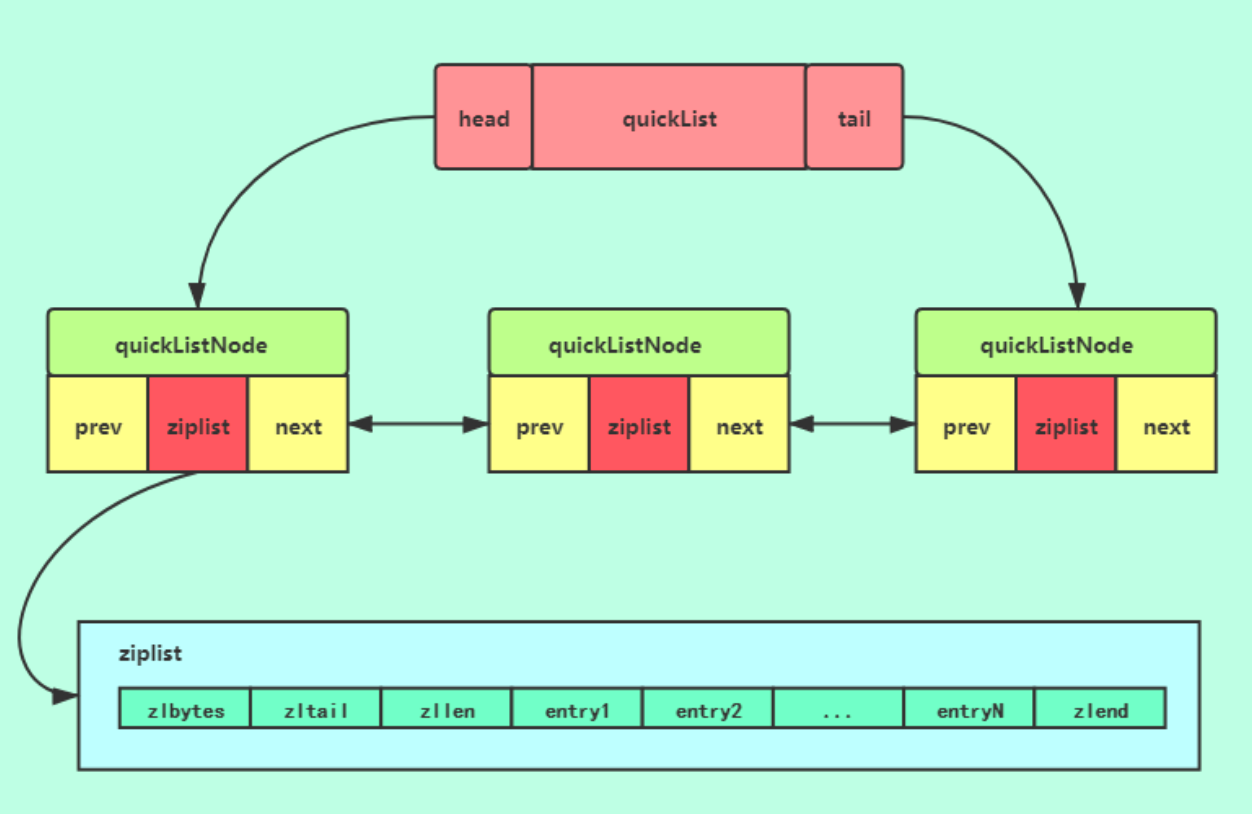 head quickList tail
quickListNode quickListNode quickListNode
prev ziplist next prev ziplist next prev ziplist next
ziplist
zlbytes zltail zllen entry1 entry2 ... entryN zlend